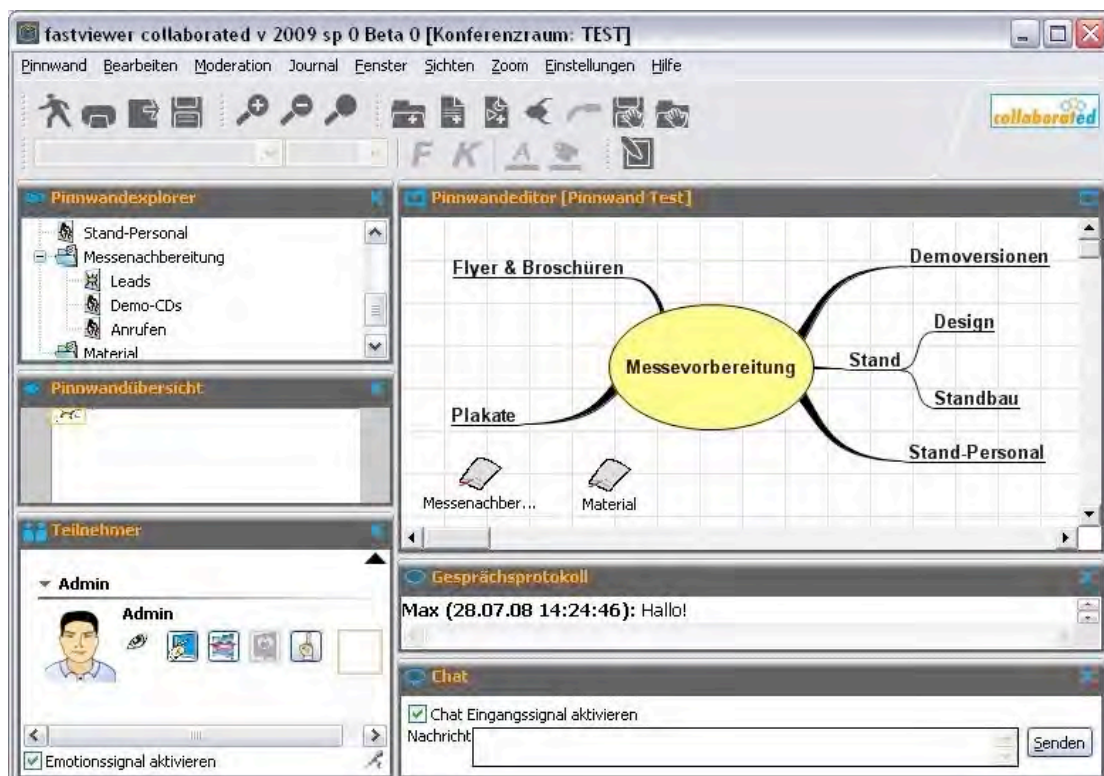 fastviewer collaborated v 2009 sp 0 Beta 0 [Konferenzraum: TEST]
Pinnwand Bearbeiten Moderation Journal Fenster Sichten Zoom Einstellungen Hilfe
collaborated
F K A
Pinnwandexplorer
Stand-Personal
Messenachbereitung
Leads
Demo-CDs
Anrufen
Material
Pinnwandübersicht
Teilnehmer
Admin
Admin
Emotionssignal aktivieren
Pinnwandeditor [Pinnwand Test]
Flyer & Broschüren
Demoversionen
Design
Messevorbereitung
Stand
Standbau
Plakate
Stand-Personal
Messenachber...
Material
Gesprächsprotokoll
Max (28.07.08 14:24:46): Hallo!
Chat
Chat Eingangssignal aktivieren
Nachricht
Senden